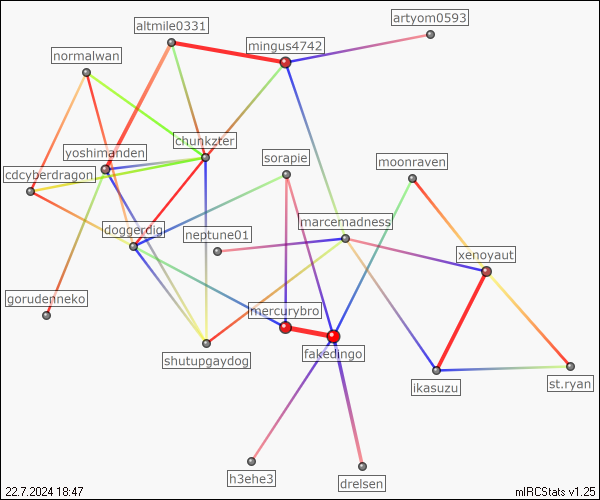 artyom0593
altmile0331
mingus4742
normalwan
chunkzter
yoshimanden
sorapie
moonraven
cdcyberdragon
marcemadness
doggerdig
neptune01
xenoyaut
gorudenneko
mercurybro
fakedingo
shutupgaydog
ikasuzu
st.ryan
h3ehe3
drelsen
22.7.2024 18:47
mIRCStats v1.25